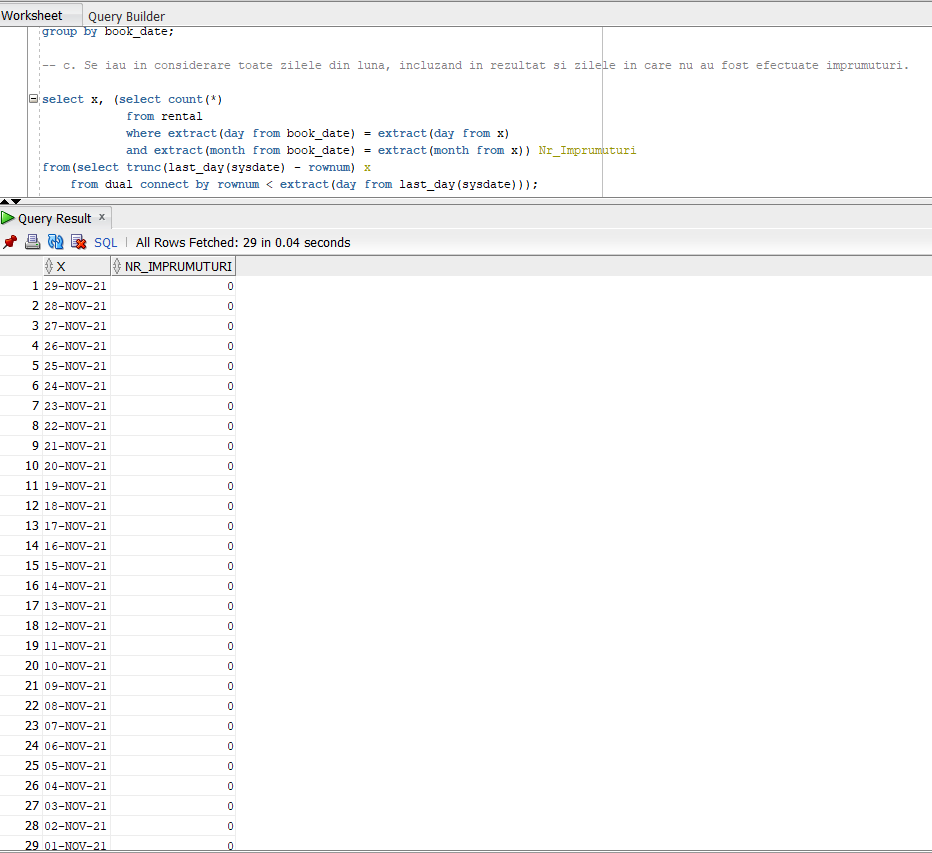 Worksheet Query Builder
group by book_date;
-- c. Se iau in considerare toate zilele din luna, incluzand in rezultat si zilele in care nu au fost efectuate imprumuturi.
select x, (select count(*)
from rental
where extract(day from book_date) = extract(day from x)
and extract(month from book_date) = extract(month from x)) Nr_Imprumuturi
from(select trunc(last_day(sysdate) - rownum) x
from dual connect by rownum < extract(day from last_day(sysdate)));
Query Result x
SQL | All Rows Fetched: 29 in 0.04 seconds
X NR_IMPRUMUTURI
1 29-NOV-21 0
2 28-NOV-21 0
3 27-NOV-21 0
4 26-NOV-21 0
5 25-NOV-21 0
6 24-NOV-21 0
7 23-NOV-21 0
8 22-NOV-21 0
9 21-NOV-21 0
10 20-NOV-21 0
11 19-NOV-21 0
12 18-NOV-21 0
13 17-NOV-21 0
14 16-NOV-21 0
15 15-NOV-21 0
16 14-NOV-21 0
17 13-NOV-21 0
18 12-NOV-21 0
19 11-NOV-21 0
20 10-NOV-21 0
21 09-NOV-21 0
22 08-NOV-21 0
23 07-NOV-21 0
24 06-NOV-21 0
25 05-NOV-21 0
26 04-NOV-21 0
27 03-NOV-21 0
28 02-NOV-21 0
29 01-NOV-21 0